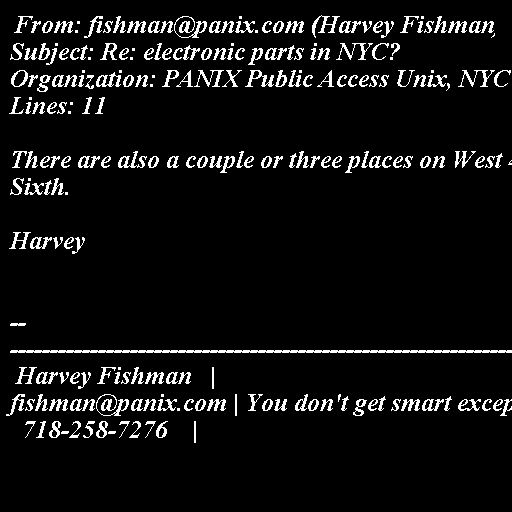 From: fishman@panix.com (Harvey Fishman)
Subject: Re: electronic parts in NYC?
Organization: PANIX Public Access Unix, NYC
Lines: 11

There are also a couple or three places on West
Sixth.

Harvey


--
---------------------------------------------------------------------------
Harvey Fishman |
fishman@panix.com | You don't get smart
718-258-7276 |